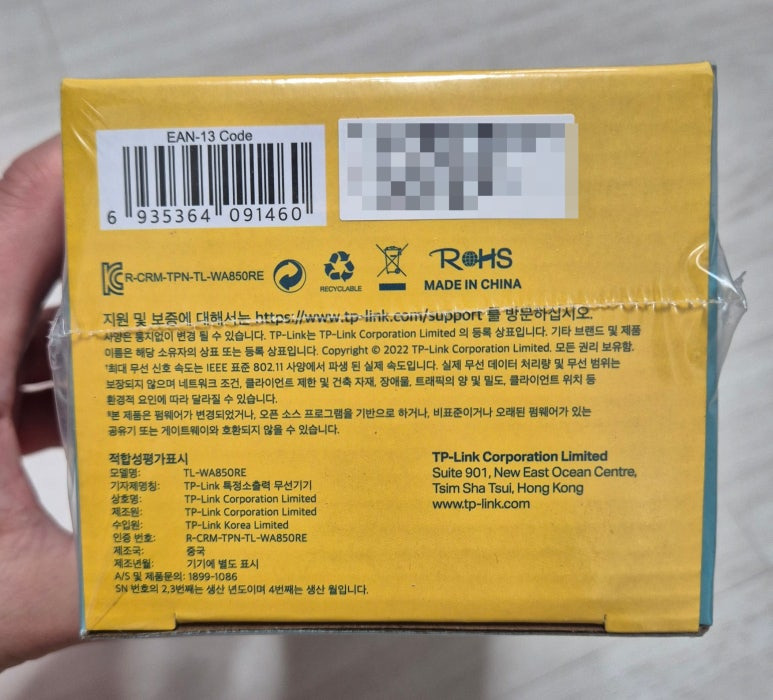 EAN-13 Code
6 935364 091460
R-CRM-TPN-TL-WA850RE
RECYCLABLE
RoHS
MADE IN CHINA
지원 및 보증에 대해서는 https://www.tp-link.com/support 를 방문하십시오.
사양은 통지없이 변경 될 수 있습니다. TP-Link는 TP-Link Corporation Limited 의 등록 상표입니다. 기타 브랜드 및 제품
이름은 해당 소유자의 상표 또는 등록 상표입니다. Copyright © 2022 TP-Link Corporation Limited. 모든 권리 보유함.
†최대 무선 신호 속도는 IEEE 표준 802.11 사양에서 파생 된 실제 속도입니다. 실제 무선 데이터 처리량 및 무선 범위는
보장되지 않으며 네트워크 조건, 클라이언트 제한 및 건축 자재, 장애물, 트래픽의 양 및 밀도, 클라이언트 위치 등
환경적 요인에 따라 달라질 수 있습니다.
‡본 제품은 펌웨어가 변경되었거나, 오픈 소스 프로그램을 기반으로 하거나, 비표준이거나 오래된 펌웨어가 있는
공유기 또는 게이트웨이와 호환되지 않을 수 있습니다.
적합성평가표시
모델명: TL-WA850RE
기자재명칭: TP-Link 특정소출력 무선기기
상호명: TP-Link Corporation Limited
제조원: TP-Link Corporation Limited
수입원: TP-Link Korea Limited
인증 번호: R-CRM-TPN-TL-WA850RE
제조국: 중국
제조년월: 기기에 별도 표시
A/S 및 제품문의: 1899-1086
SN 번호의 2,3번째는 생산 년도이며 4번째는 생산 월입니다.
TP-Link Corporation Limited
Suite 901, New East Ocean Centre,
Tsim Sha Tsui, Hong Kong
www.tp-link.com